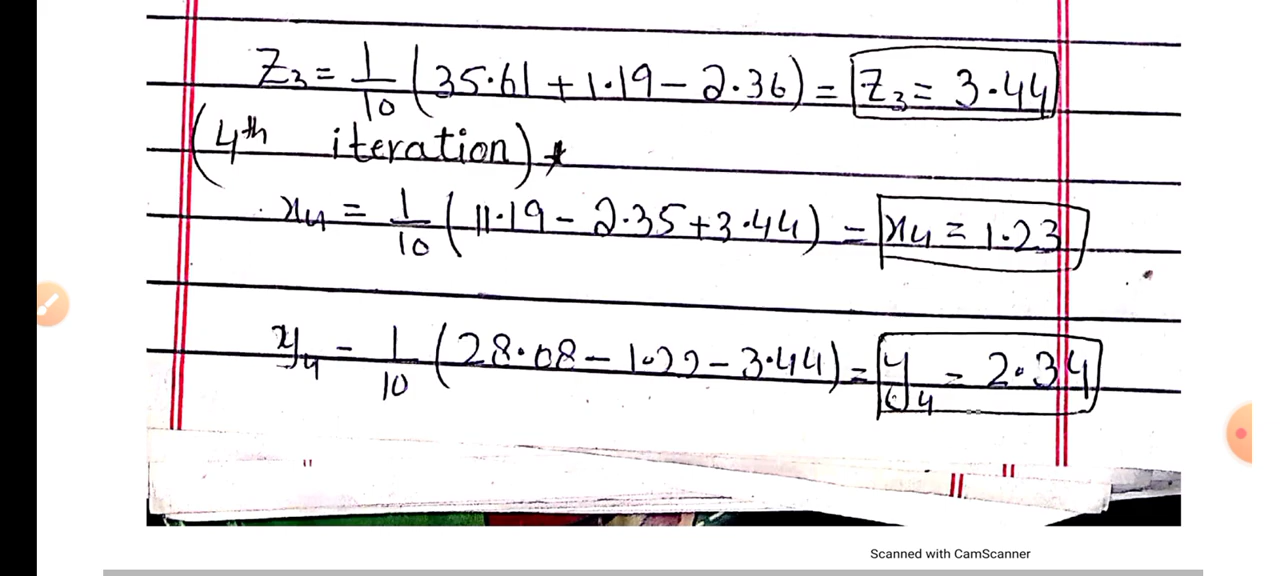 Z₃ = 1/10 (35.61 + 1.19 - 2.36) = Z₃ = 3.44
(4th iteration)
x₄ = 1/10 (11.19 - 2.35 + 3.44) = x₄ = 1.23
y₄ = 1/10 (28.08 - 1.22 - 3.44) = y₄ = 2.34
Scanned with CamScanner